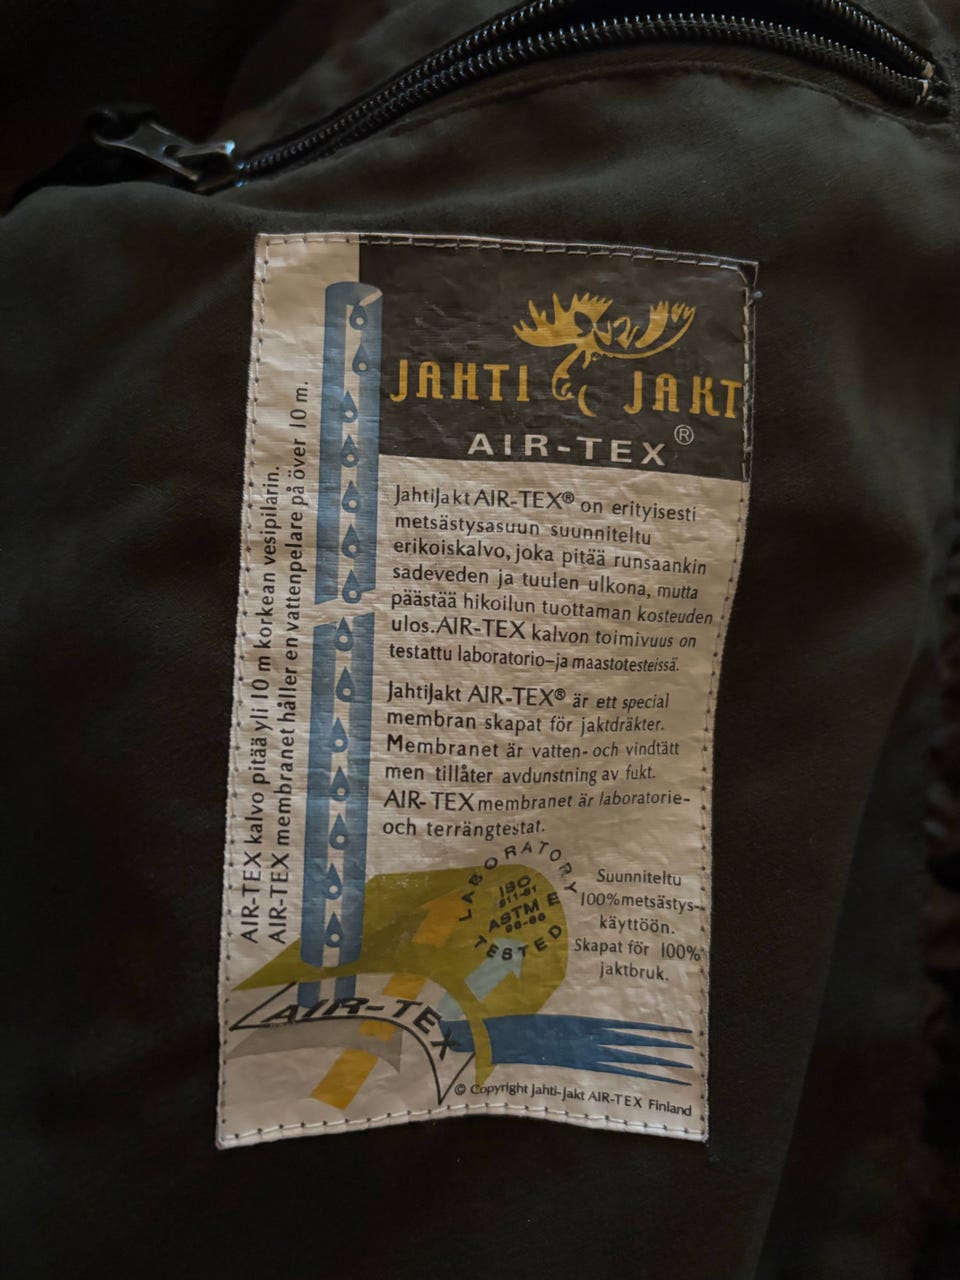 JAHTI JAKT
AIR-TEX®
AIR-TEX kalvo pitää yli 10 m korkean vesipilarin.
AIR-TEX membranet håller en vattenpelare på över 10 m.
JahtiJakt AIR-TEX® on erityisesti
metsästysasuun suunniteltu
erikoiskalvo, joka pitää runsaankin
sadeveden ja tuulen ulkona, mutta
päästää hikoilun tuottaman kosteuden
ulos. AIR-TEX kalvon toimivuus on
testattu laboratorio-ja maastotesteissä.
JahtiJakt AIR-TEX® är ett special
membran skapat för jaktdräkter.
Membranet är vatten- och vindtätt
men tillåter avdunstning av fukt.
AIR-TEX membranet är laboratorie-
och terrängtestat.
LABORATORY
ISO
811-81
ASTM E
96-66
TESTED
Suunniteltu
100% metsästys-
käyttöön.
Skapat för 100%
jaktbruk.
AIR-TEX
© Copyright Jahti-Jakt AIR-TEX Finland